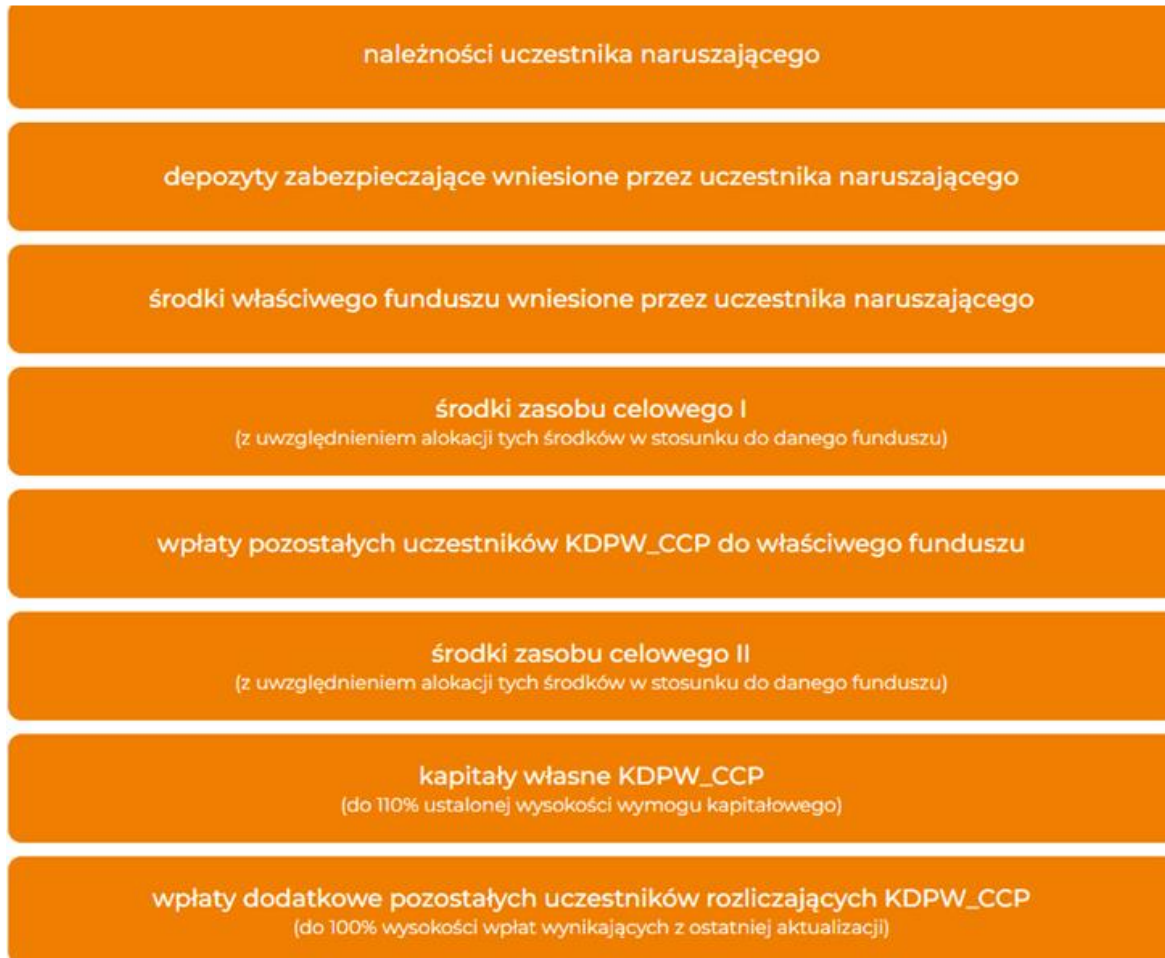 należności uczestnika naruszającego
depozyty zabezpieczające wniesione przez uczestnika naruszającego
środki właściwego funduszu wniesione przez uczestnika naruszającego
środki zasobu celowego I
(z uwzględnieniem alokacji tych środków w stosunku do danego funduszu)
wpłaty pozostałych uczestników KDPW_CCP do właściwego funduszu
środki zasobu celowego II
(z uwzględnieniem alokacji tych środków w stosunku do danego funduszu)
kapitały własne KDPW_CCP
(do 110% ustalonej wysokości wymogu kapitałowego)
wpłaty dodatkowe pozostałych uczestników rozliczających KDPW_CCP
(do 100% wysokości wpłat wynikających z ostatniej aktualizacji)